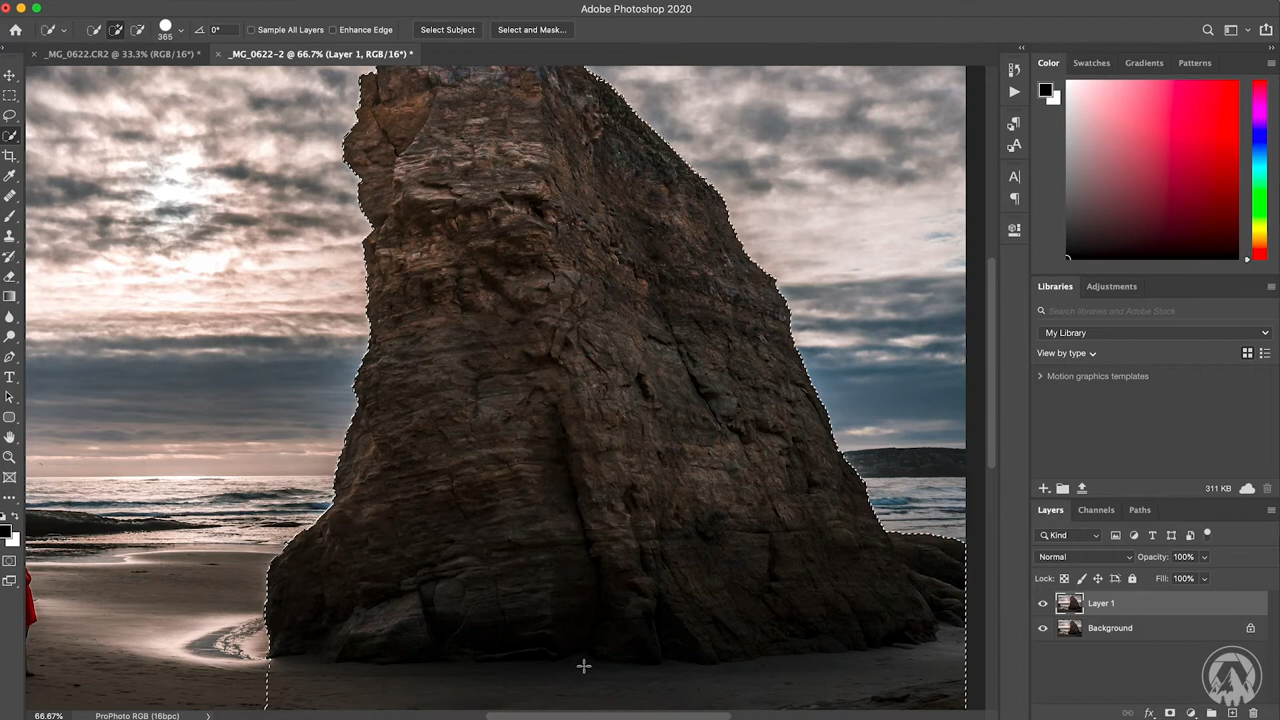 Adobe Photoshop 2020
365
0°
Sample All Layers
Enhance Edge
Select Subject
Select and Mask...
_MG_0622.CR2 @ 33.3% (RGB/16*) *
_MG_0622-2 @ 66.7% (Layer 1, RGB/16*) *
Color
Swatches
Gradients
Patterns
Libraries
Adjustments
Search libraries and Adobe Stock
My Library
View by type
Motion graphics templates
311 KB
Layers
Channels
Paths
Kind
Normal
Opacity: 100%
Lock:
Fill: 100%
Layer 1
Background
66.67%
ProPhoto RGB (16bpc)